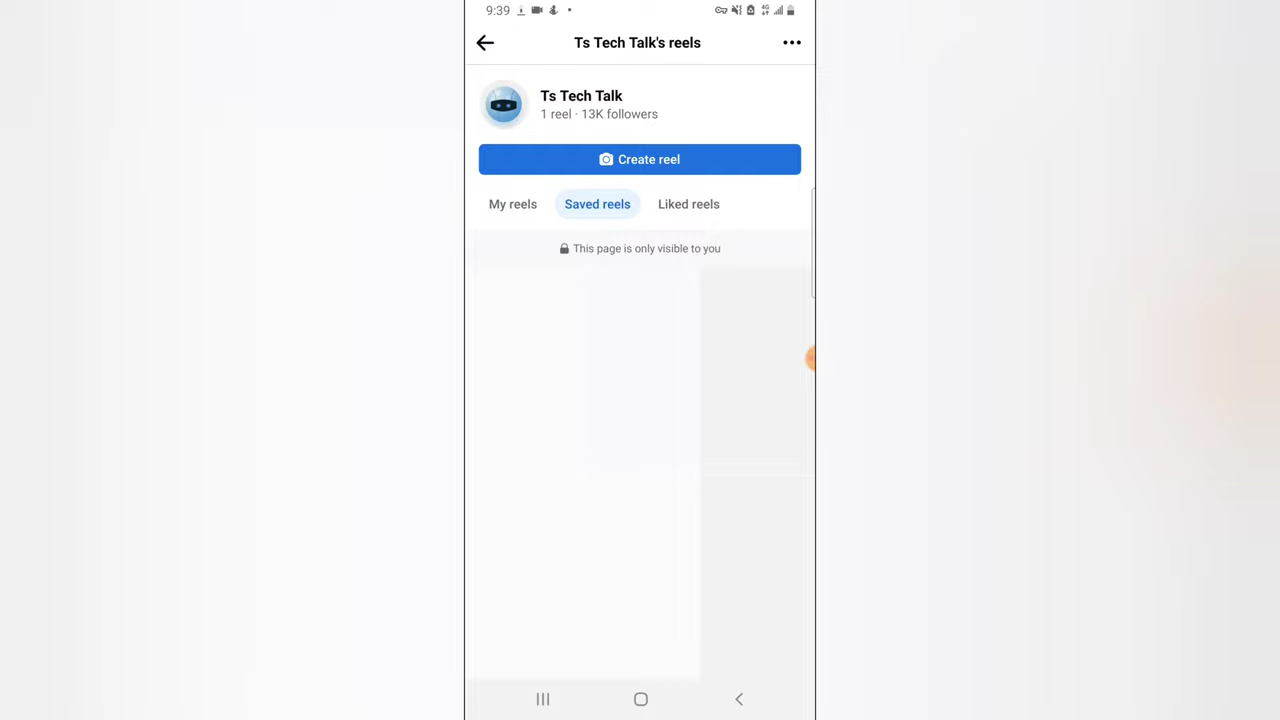 9:39
4G
Ts Tech Talk's reels
Ts Tech Talk
1 reel · 13K followers
Create reel
My reels
Saved reels
Liked reels
This page is only visible to you